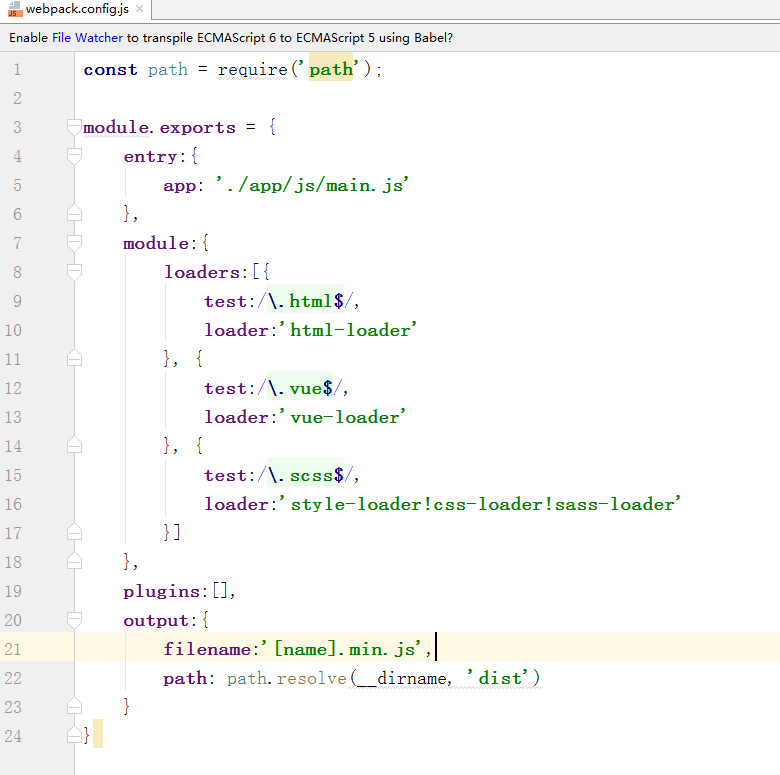 webpack.config.js
Enable File Watcher to transpile ECMAScript 6 to ECMAScript 5 using Babel?
1 const path = require('path');
2
3 module.exports = {
4 entry:{
5 app: './app/js/main.js'
6 },
7 module:{
8 loaders:[{
9 test:/\.html$/,
10 loader:'html-loader'
11 }, {
12 test:/\.vue$/,
13 loader:'vue-loader'
14 }, {
15 test:/\.scss$/,
16 loader:'style-loader!css-loader!sass-loader'
17 }]
18 },
19 plugins:[],
20 output:{
21 filename:'[name].min.js',
22 path: path.resolve(__dirname, 'dist')
23 }
24 }